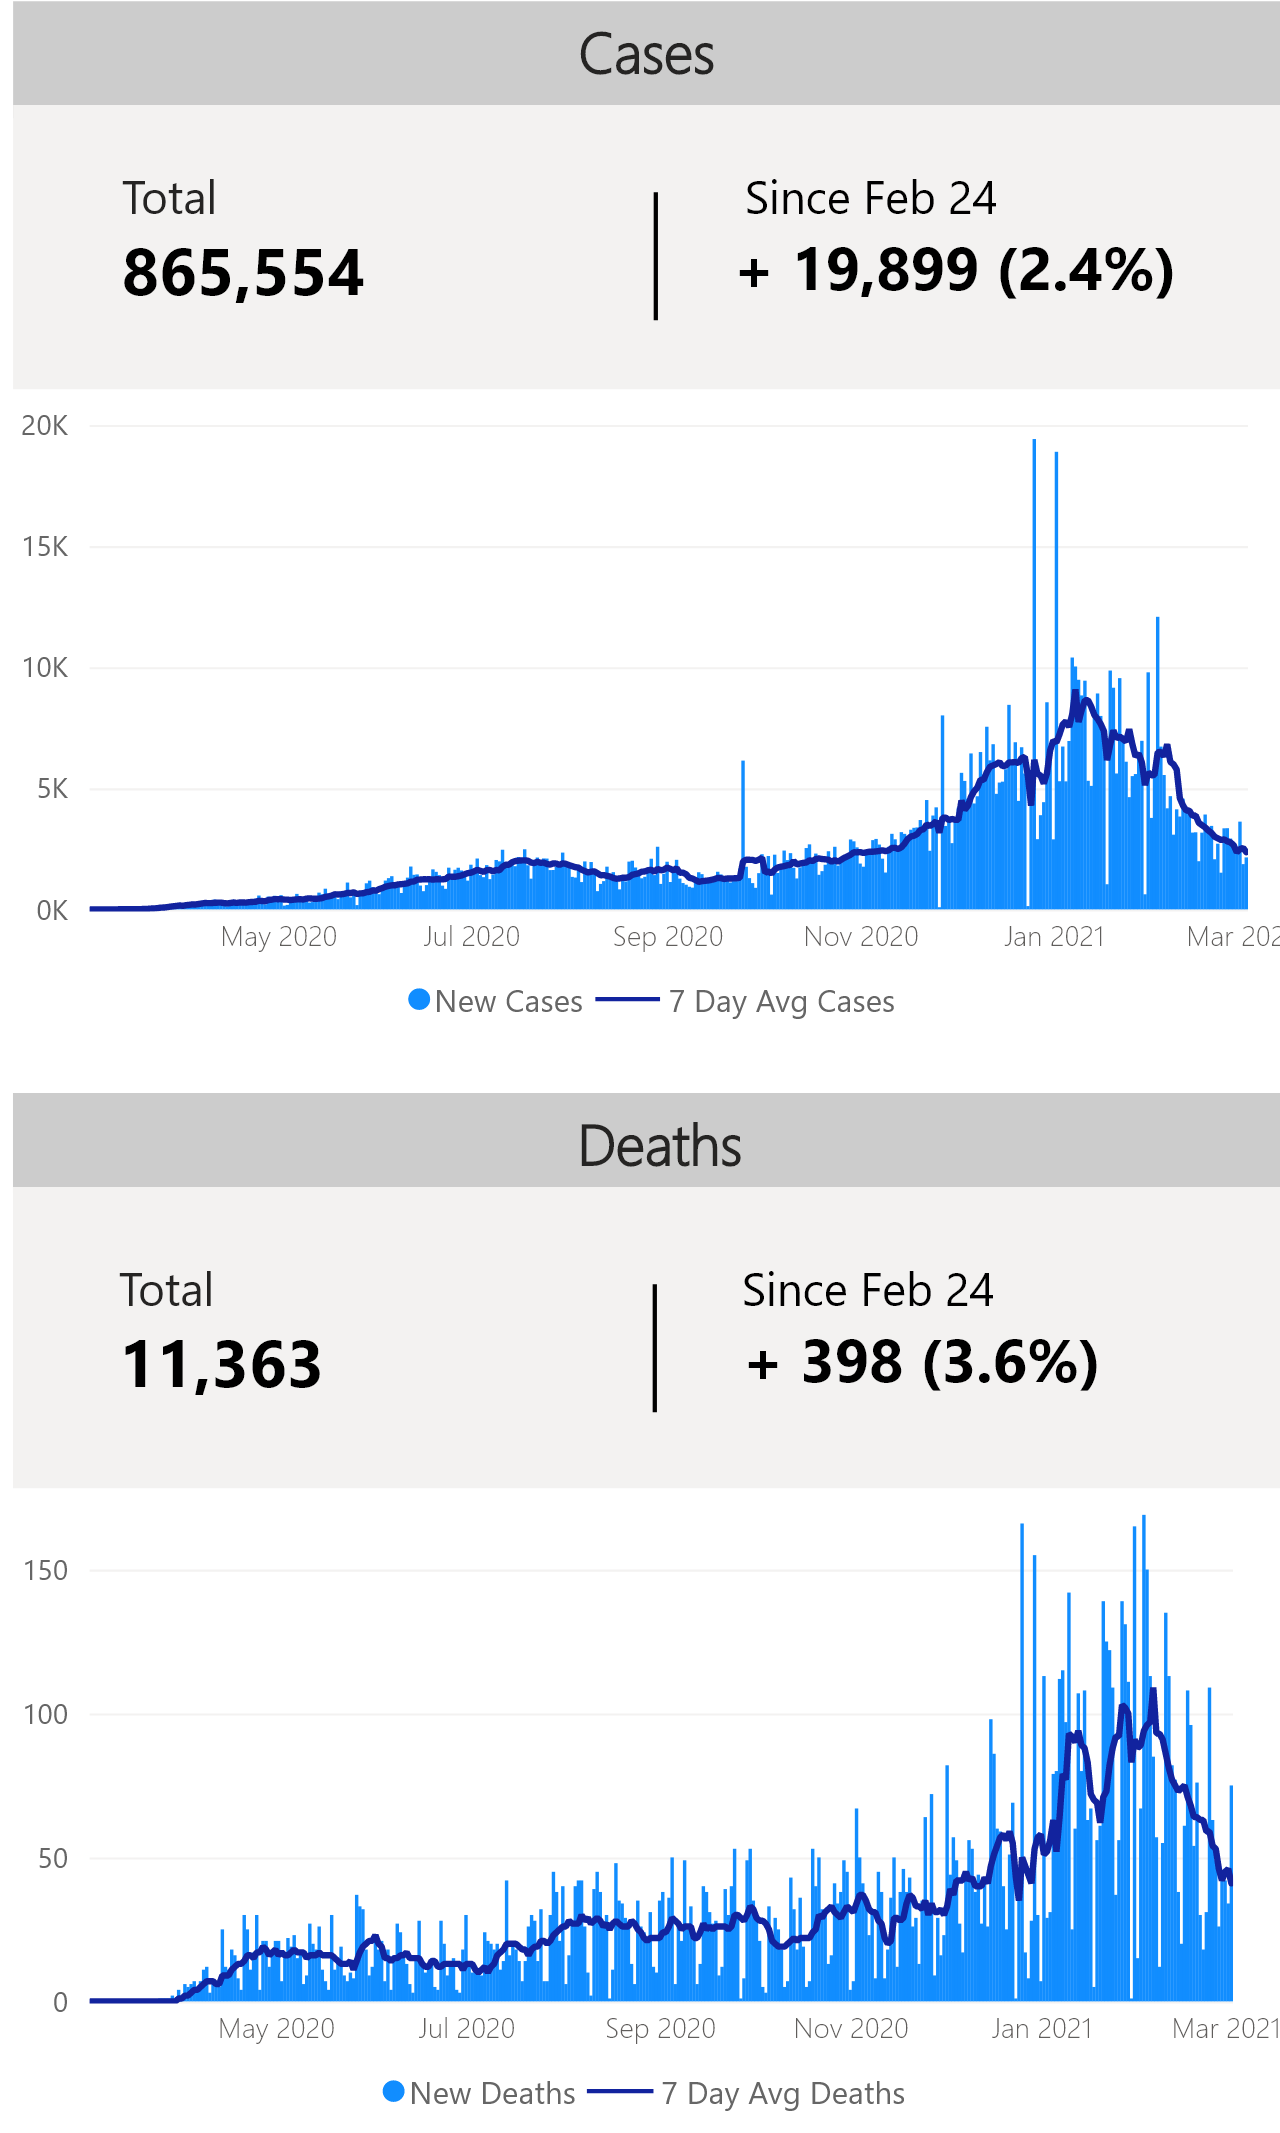 Cases
Total
Since Feb 24
865,554
+ 19,899 (2.4%)
20K
15K
10K
5K
0K
May 2020
Jul 2020
Sep 2020
Nov 2020
Jan 2021
Mar 202
New Cases
7 Day Avg Cases
Deaths
Total
Since Feb 24
11,363
+ 398 (3.6%)
150
100
50
0
May 2020
Jul 2020
Sep 2020
Nov 2020
Jan 2021
Mar 2021
New Deaths
7 Day Avg Deaths